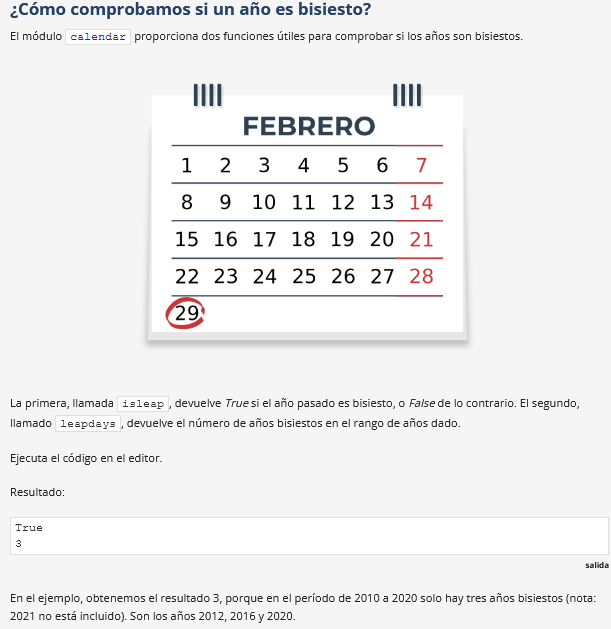 ¿Cómo comprobamos si un año es bisiesto?
El módulo calendar proporciona dos funciones útiles para comprobar si los años son bisiestos.
FEBRERO
1 2 3 4 5 6 7
8 9 10 11 12 13 14
15 16 17 18 19 20 21
22 23 24 25 26 27 28
29
La primera, llamada isleap, devuelve True si el año pasado es bisiesto, o False de lo contrario. El segundo,
llamado leapdays, devuelve el número de años bisiestos en el rango de años dado.
Ejecuta el código en el editor.
Resultado:
True
3
salida
En el ejemplo, obtenemos el resultado 3, porque en el período de 2010 a 2020 solo hay tres años bisiestos (nota:
2021 no está incluido). Son los años 2012, 2016 y 2020.